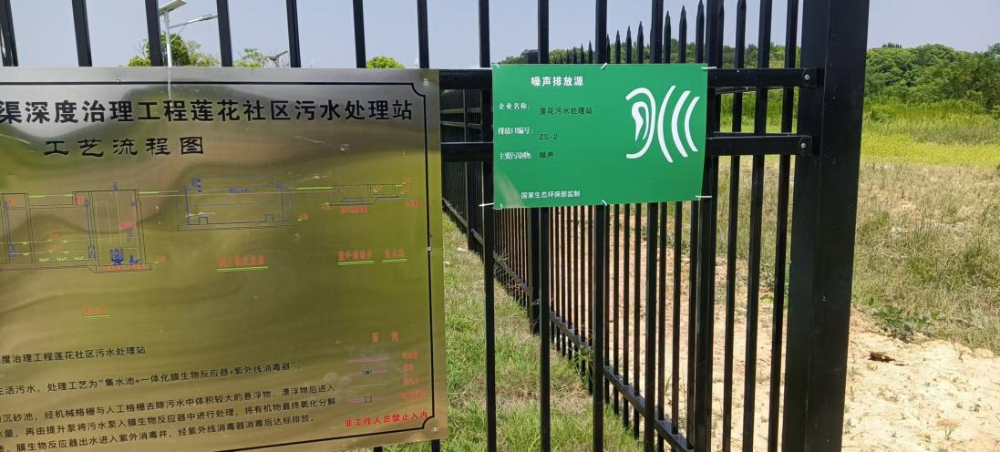 渠深度治理工程莲花社区污水处理站
工艺流程图
图 例
度治理工程莲花社区污水处理站
生活污水，处理工艺为“集水池+一体化膜生物反应器+紫外线消毒器”。
沉砂池，经机械格栅与人工格栅去除污水中体积较大的悬浮物、漂浮物后进入
水量，再由提升泵将污水泵入膜生物反应器中进行处理，将有机物最终氧化分解
膜生物反应器出水进入紫外消毒井，经紫外线消毒器消毒后达标排放。
非工作人员禁止入内
噪声排放源
企业名称： 莲花污水处理站
排放口编号： ZS-2
主要污染物： 噪声
国家生态环保部监制